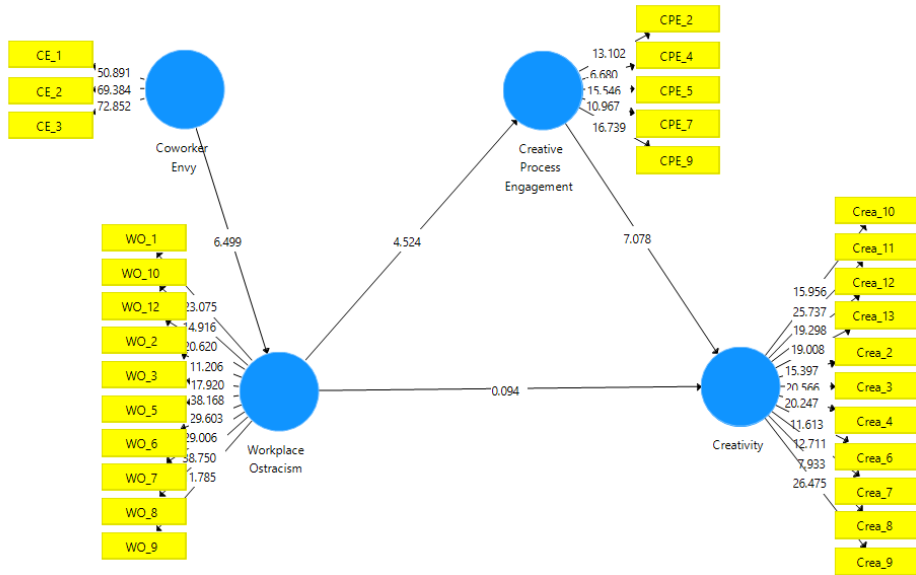 CE_1
CE_2
CE_3
50.891
69.384
72.852
Coworker
Envy
6.499
CPE_2
CPE_4
CPE_5
CPE_7
CPE_9
13.102
6.680
15.546
10.967
16.739
Creative
Process
Engagement
4.524
7.078
WO_1
WO_10
WO_12
WO_2
WO_3
WO_5
WO_6
WO_7
WO_8
WO_9
23.075
14.916
20.620
11.206
17.920
38.168
29.603
29.006
Workplace
Ostracism
0.094
Creativity
15.956
25.737
19.298
19.008
15.397
20.566
20.247
11.613
12.711
7.933
26.475
Crea_10
Crea_11
Crea_12
Crea_13
Crea_2
Crea_3
Crea_4
Crea_6
Crea_7
Crea_8
Crea_9